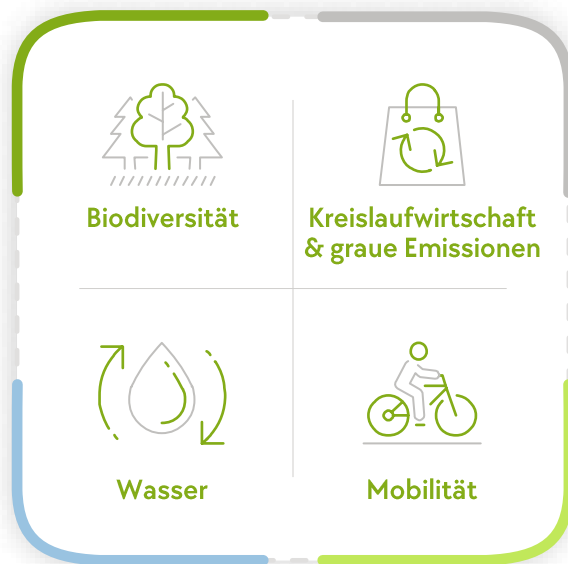 Biodiversität
Kreislaufwirtschaft
& graue Emissionen
Wasser
Mobilität